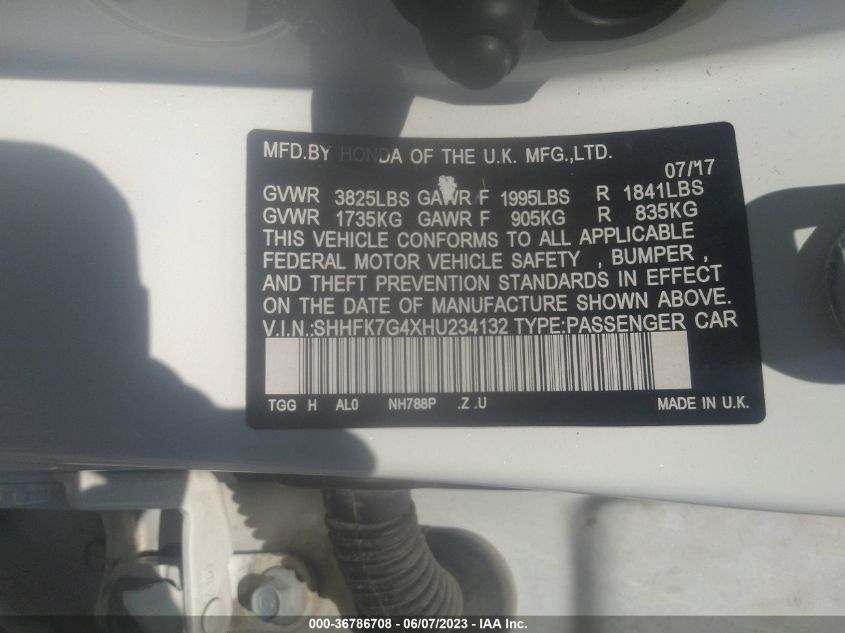 MFD.BY HONDA OF THE U.K. MFG.,LTD.
07/17
GVWR 3825LBS GAWR F 1995LBS R 1841LBS
GVWR 1735KG GAWR F 905KG R 835KG
THIS VEHICLE CONFORMS TO ALL APPLICABLE
FEDERAL MOTOR VEHICLE SAFETY , BUMPER ,
AND THEFT PREVENTION STANDARDS IN EFFECT
ON THE DATE OF MANUFACTURE SHOWN ABOVE.
V.I.N.:SHHFK7G4XHU234132 TYPE:PASSENGER CAR
TGG H AL0 NH788P .Z .U MADE IN U.K.
000-36786708 - 06/07/2023 - IAA Inc.